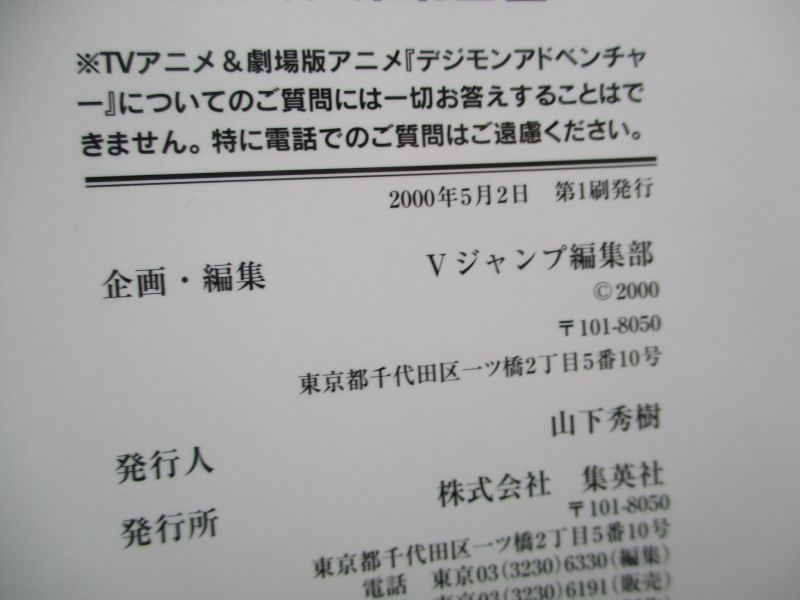 ※TVアニメ＆劇場版アニメ『デジモンアドベンチャ
ー』についてのご質問には一切お答えすることはで
きません。特に電話でのご質問はご遠慮ください。
2000年5月2日　第1刷発行
企画・編集　Vジャンプ編集部
©2000
〒101-8050
東京都千代田区一ツ橋2丁目5番10号
発行人　山下秀樹
発行所　株式会社　集英社
〒101-8050
東京都千代田区一ツ橋2丁目5番10号
電話　東京03(3230)6330(編集)
東京03(3230)6191(販売)